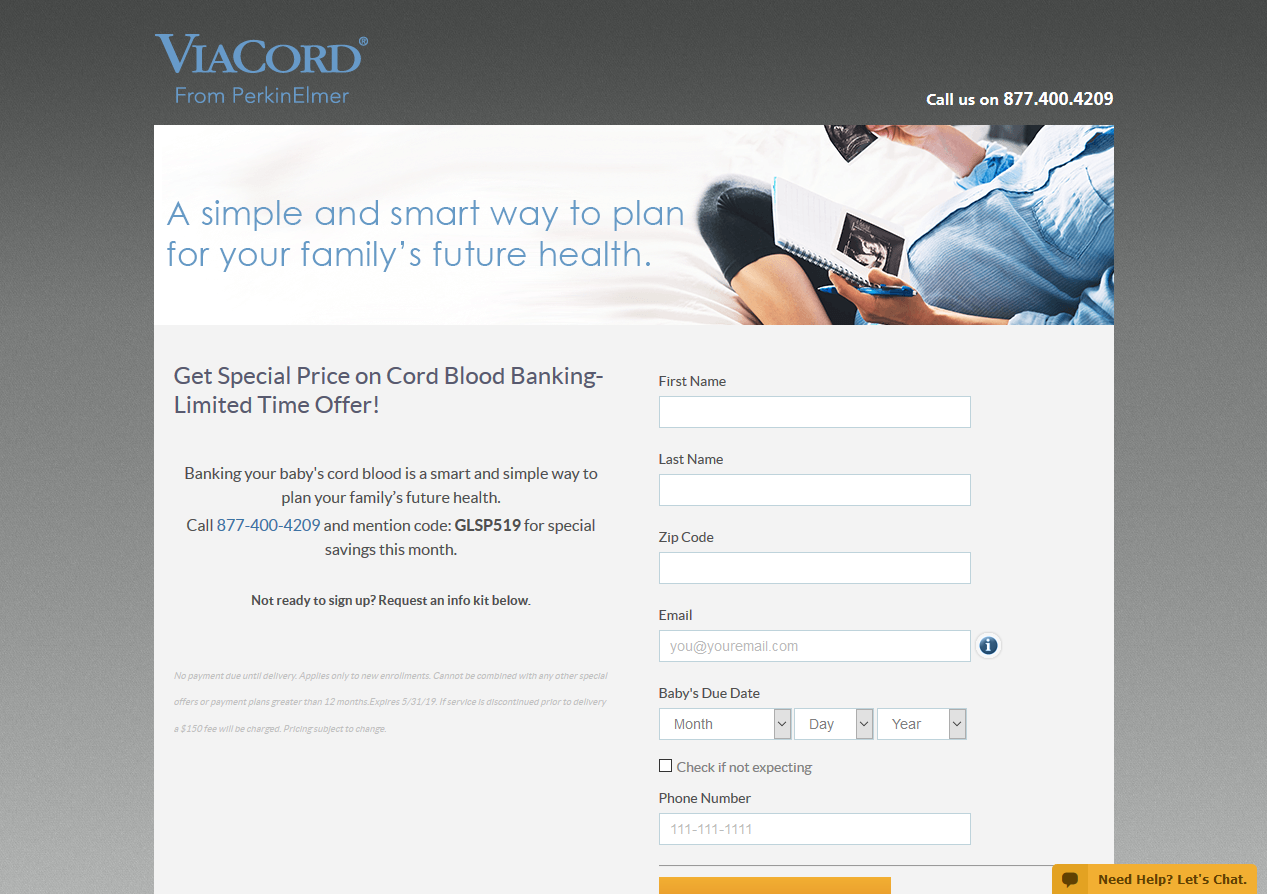 VIACORD®
From PerkinElmer
Call us on 877.400.4209
A simple and smart way to plan
for your family’s future health.
Get Special Price on Cord Blood Banking-
Limited Time Offer!
Banking your baby's cord blood is a smart and simple way to
plan your family’s future health.
Call 877-400-4209 and mention code: GLSP519 for special
savings this month.
Not ready to sign up? Request an info kit below.
No payment due until delivery. Applies only to new enrollments. Cannot be combined with any other special
offers or payment plans greater than 12 months.Expires 5/31/19. If service is discontinued prior to delivery
a $150 fee will be charged. Pricing subject to change.
First Name
Last Name
Zip Code
Email
you@youremail.com
i
Baby's Due Date
Month Day Year
Check if not expecting
Phone Number
111-111-1111
Need Help? Let's Chat.